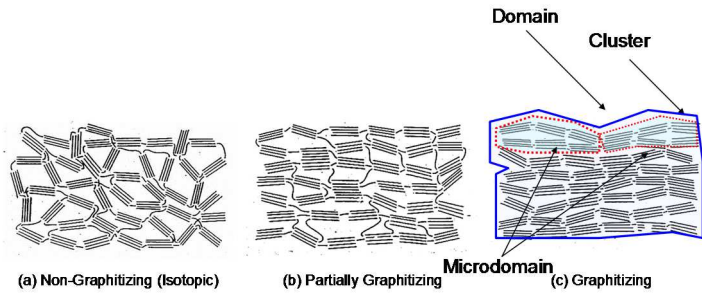 Domain
Cluster
Microdomain
(a) Non-Graphitizing (Isotopic)
(b) Partially Graphitizing
(c) Graphitizing